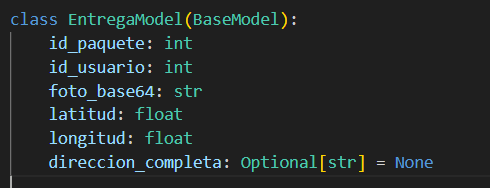 class EntregaModel(BaseModel):
    id_paquete: int
    id_usuario: int
    foto_base64: str
    latitud: float
    longitud: float
    direccion_completa: Optional[str] = None